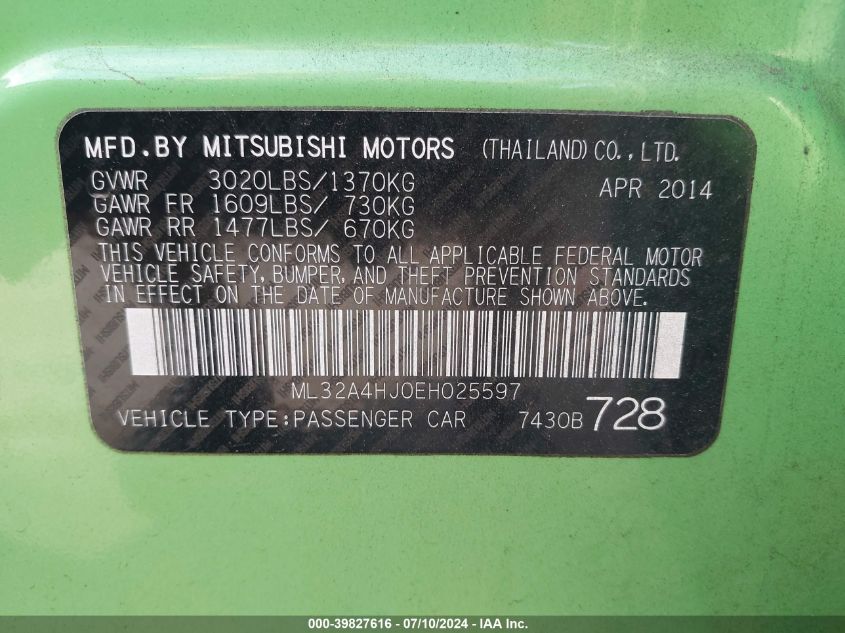 MFD.BY MITSUBISHI MOTORS (THAILAND)CO.,LTD.
GVWR 3020LBS/1370KG APR 2014
GAWR FR 1609LBS/ 730KG
GAWR RR 1477LBS/ 670KG
THIS VEHICLE CONFORMS TO ALL APPLICABLE FEDERAL MOTOR
VEHICLE SAFETY, BUMPER, AND THEFT PREVENTION STANDARDS
IN EFFECT ON THE DATE OF MANUFACTURE SHOWN ABOVE.
ML32A4HJ0EH025597
VEHICLE TYPE:PASSENGER CAR 7430B 728
000-39827616 - 07/10/2024 - IAA Inc.